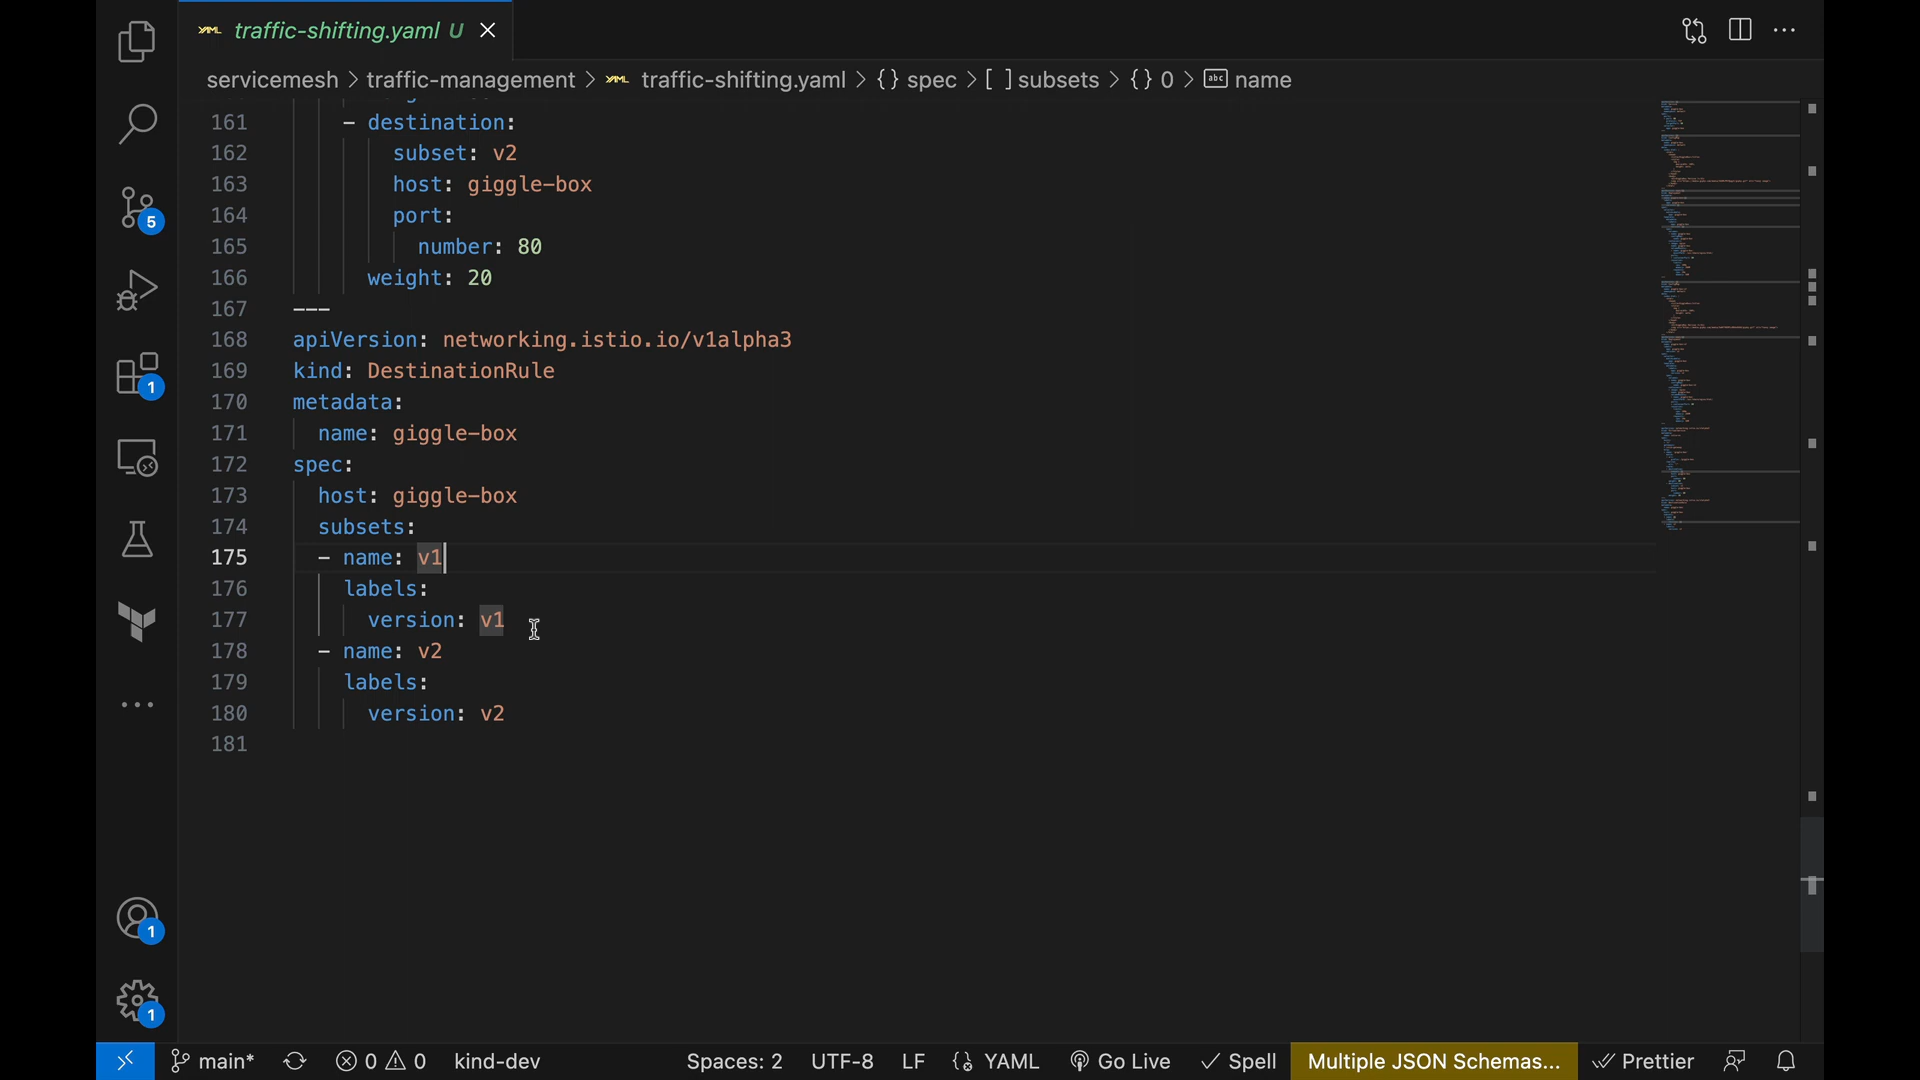 traffic-shifting.yaml U
servicemesh > traffic-management > traffic-shifting.yaml > {} spec > [ ] subsets > {} 0 > abc name
161 - destination:
162 subset: v2
163 host: giggle-box
164 port:
165 number: 80
166 weight: 20
167 ---
168 apiVersion: networking.istio.io/v1alpha3
169 kind: DestinationRule
170 metadata:
171 name: giggle-box
172 spec:
173 host: giggle-box
174 subsets:
175 - name: v1
176 labels:
177 version: v1
178 - name: v2
179 labels:
180 version: v2
181
5
1
1
1
main* 0 0 kind-dev Spaces: 2 UTF-8 LF YAML Go Live Spell Multiple JSON Schemas... Prettier